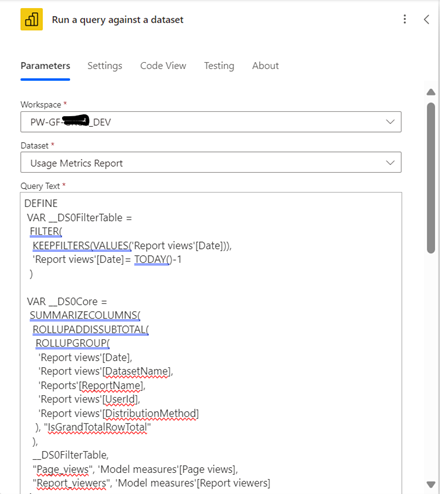 Run a query against a dataset
Parameters Settings Code View Testing About
Workspace *
PW-GF- _DEV
Dataset *
Usage Metrics Report
Query Text *
DEFINE
VAR __DS0FilterTable =
FILTER(
KEEPFILTERS(VALUES('Report views'[Date])),
'Report views'[Date]= TODAY()-1
)
VAR __DS0Core =
SUMMARIZECOLUMNS(
ROLLUPADDISSUBTOTAL(
ROLLUPGROUP(
'Report views'[Date],
'Report views'[DatasetName],
'Reports'[ReportName],
'Report views'[UserId],
'Report views'[DistributionMethod]
), "IsGrandTotalRowTotal"
),
__DS0FilterTable,
"Page_views", 'Model measures'[Page views],
"Report_viewers", 'Model measures'[Report viewers]